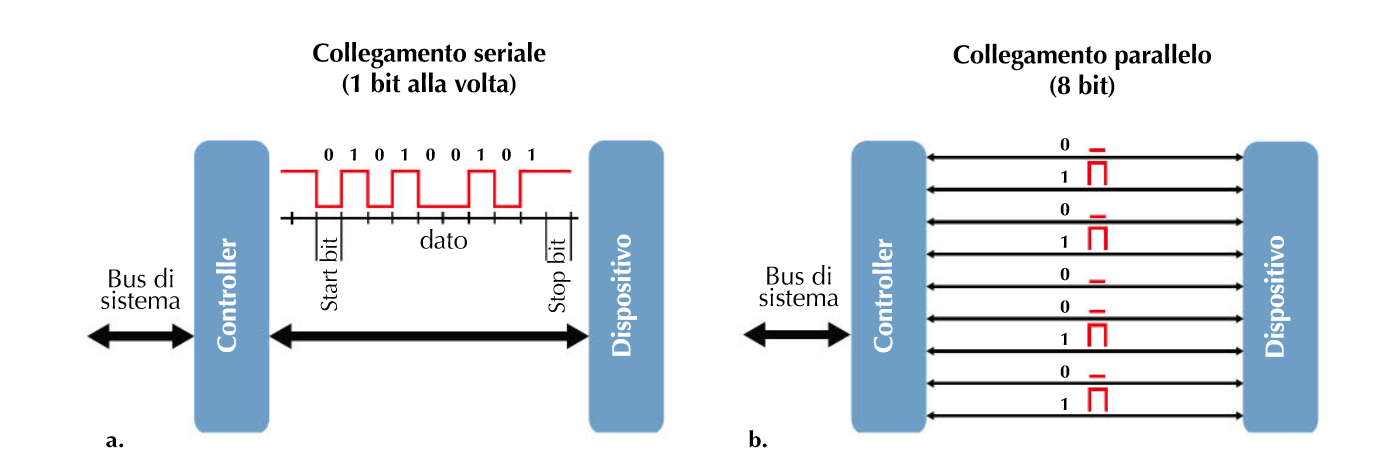 Collegamento seriale
(1 bit alla volta)
0 1 0 1 0 0 1 0 1
dato
Start bit
Stop bit
Bus di
sistema
Controller
Dispositivo
a.
Collegamento parallelo
(8 bit)
0
1
0
1
0
0
1
0
1
Bus di
sistema
Controller
Dispositivo
b.